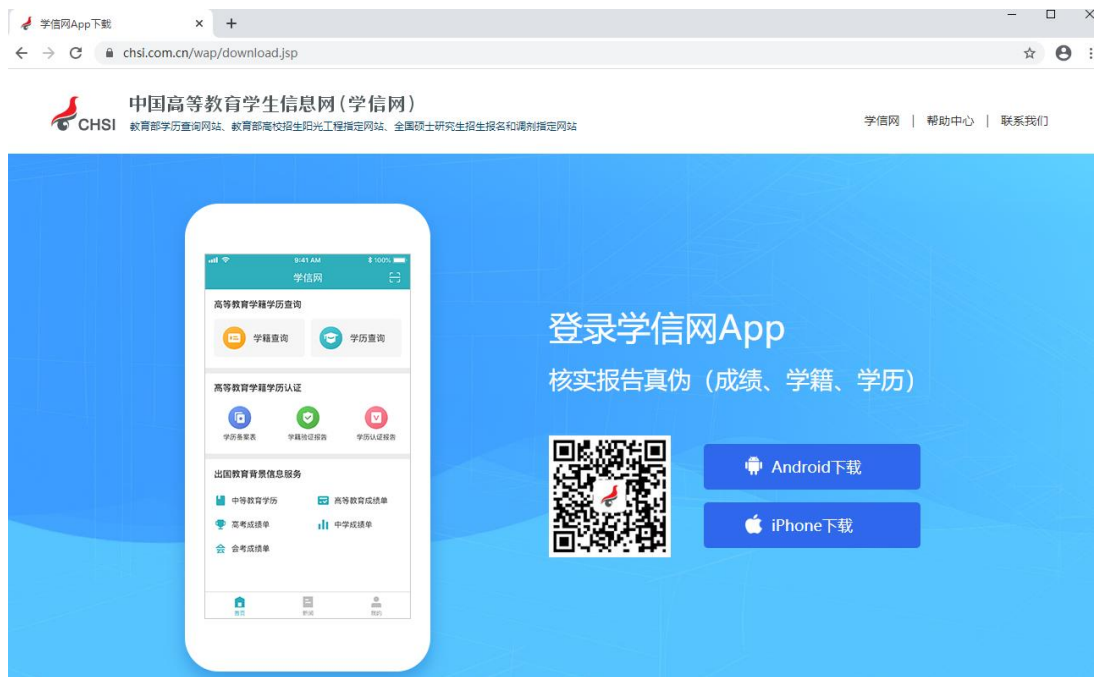 学信网App下载
chsi.com.cn/wap/download.jsp
CHSI
中国高等教育学生信息网(学信网)
教育部学历查询网站、教育部高校招生阳光工程指定网站、全国硕士研究生招生报名和调剂指定网站
学信网 | 帮助中心 | 联系我们
9:41 AM 100%
学信网
高等教育学籍学历查询
学籍查询 学历查询
高等教育学籍学历认证
学历备案表 学籍验证报告 学历认证报告
出国教育背景信息服务
中等教育学历 高等教育成绩单
高考成绩单 中学成绩单
会 会考成绩单
首页 新闻 我的
登录学信网App
核实报告真伪（成绩、学籍、学历）
Android下载
iPhone下载